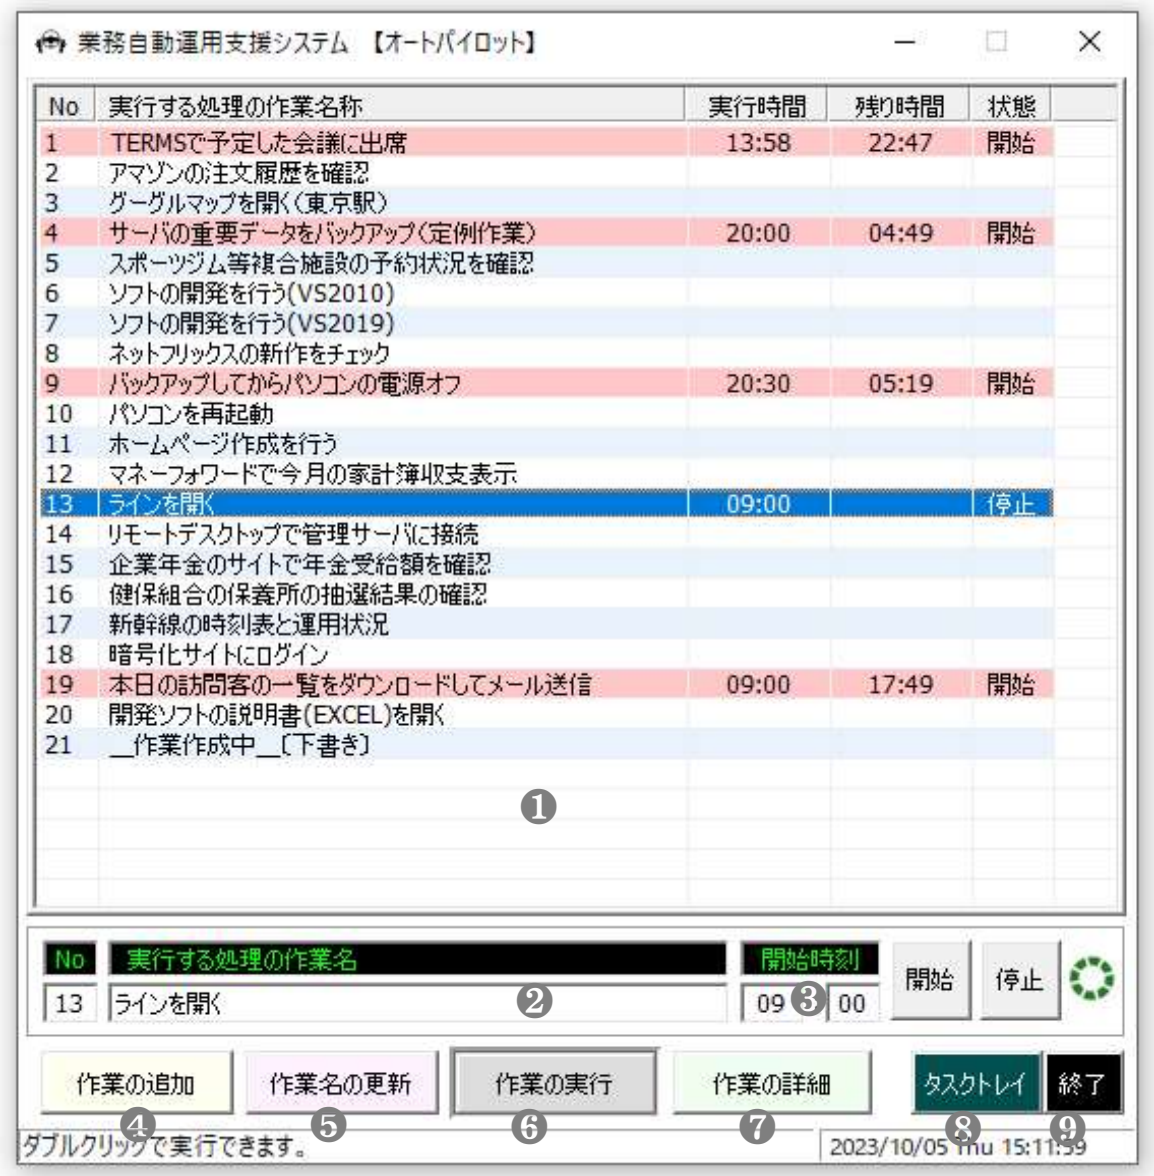 業務自動運用支援システム 【オートパイロット】
No 実行する処理の作業名称 実行時間 残り時間 状態
1 TERMSで予定した会議に出席 13:58 22:47 開始
2 アマゾンの注文履歴を確認
3 グーグルマップを開く(東京駅)
4 サーバの重要データをバックアップ(定例作業) 20:00 04:49 開始
5 スポーツジム等複合施設の予約状況を確認
6 ソフトの開発を行う(VS2010)
7 ソフトの開発を行う(VS2019)
8 ネットフリックスの新作をチェック
9 バックアップしてからパソコンの電源オフ 20:30 05:19 開始
10 パソコンを再起動
11 ホームページ作成を行う
12 マネーフォワードで今月の家計簿収支表示
13 ラインを開く 09:00 停止
14 リモートデスクトップで管理サーバに接続
15 企業年金のサイトで年金受給額を確認
16 健保組合の保養所の抽選結果の確認
17 新幹線の時刻表と運用状況
18 暗号化サイトにログイン
19 本日の訪問客の一覧をダウンロードしてメール送信 09:00 17:49 開始
20 開発ソフトの説明書(EXCEL)を開く
21 __作業作成中__〔下書き〕
❶
No 実行する処理の作業名 開始時刻
13 ラインを開く ❷ 09 ❸ 00 開始 停止
作業の追加 作業名の更新 作業の実行 作業の詳細 タスクトレイ 終了
❹ ❺ ❻ ❼ ❽ ❾
ダブルクリックで実行できます。 2023/10/05 Thu 15:11:59